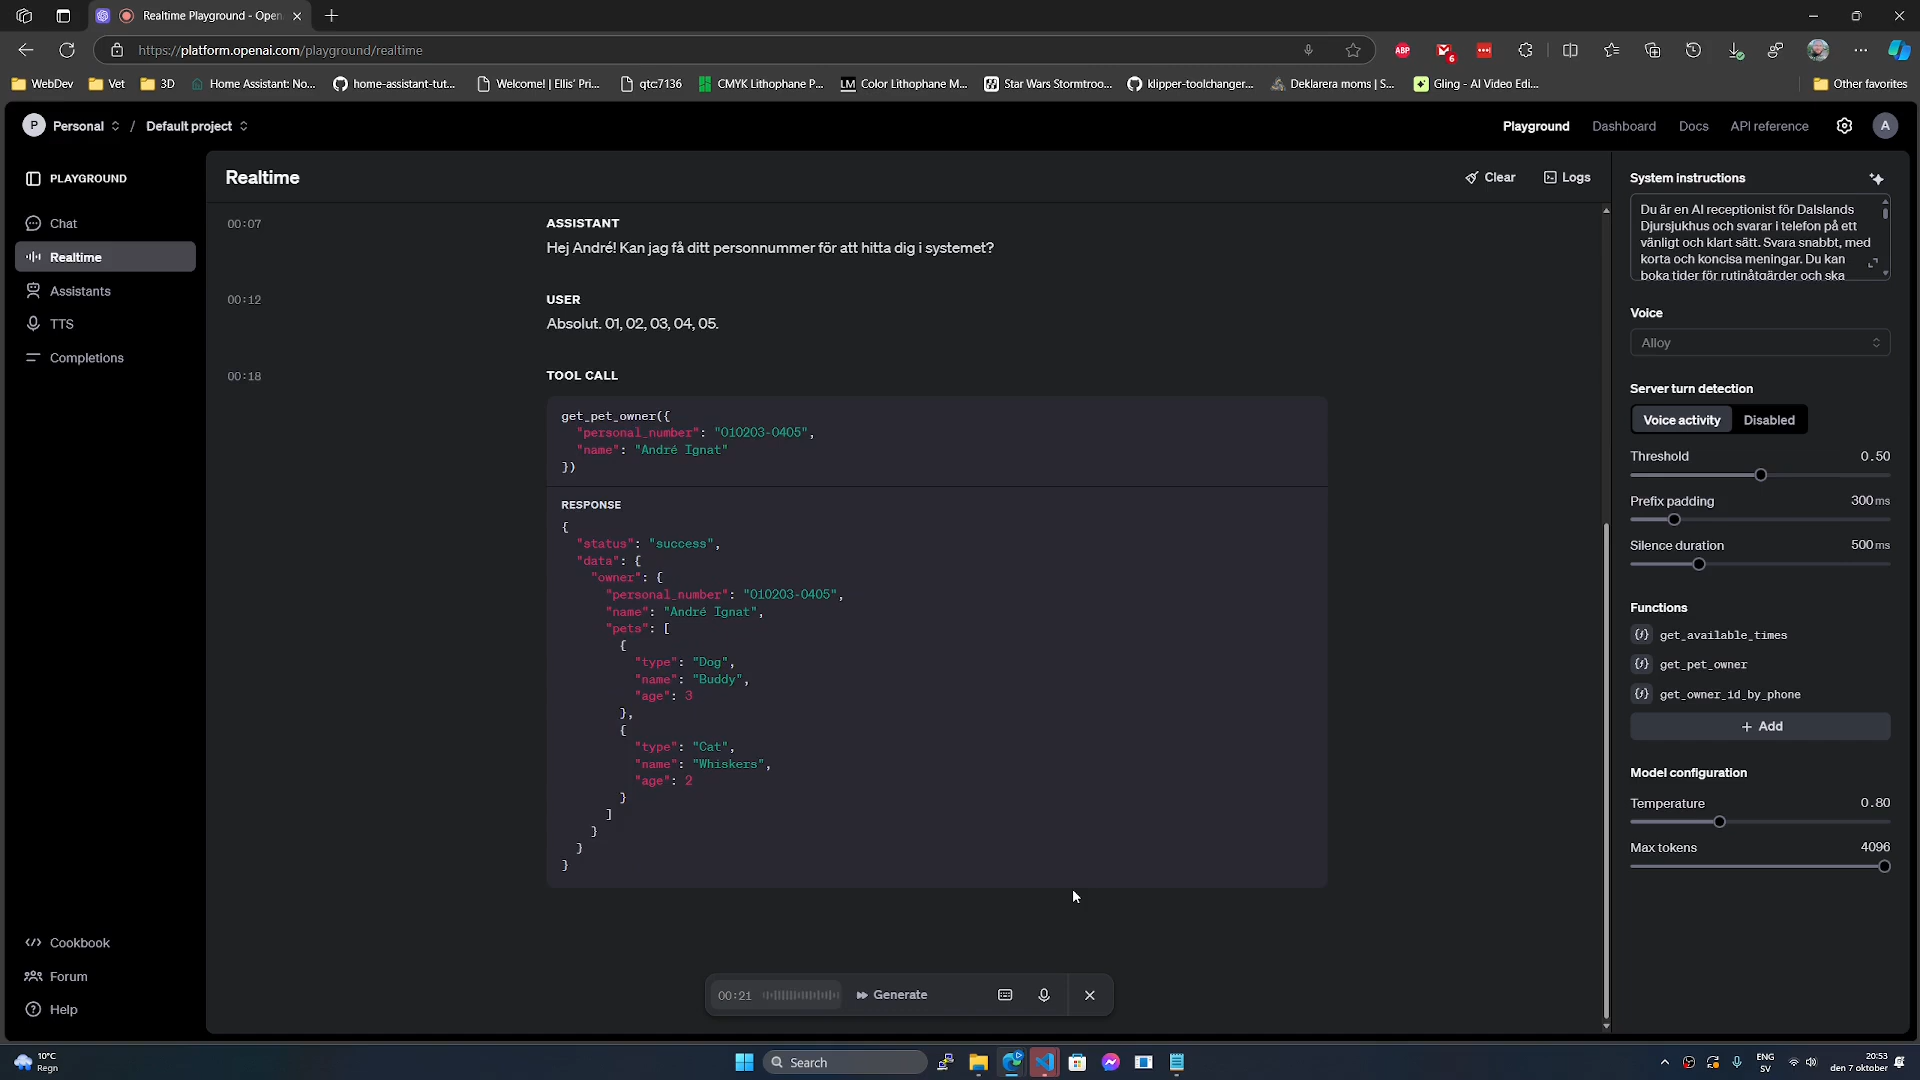 Realtime Playground - Open
https://platform.openai.com/playground/realtime
ABP
6
WebDev
Vet
3D
Home Assistant: No...
home-assistant-tut...
Welcome! | Ellis' Pri...
qtc7136
CMYK Lithophane P...
LM
Color Lithophane M...
Star Wars Stormtroo...
klipper-toolchanger...
Deklarera moms | S...
Gling - AI Video Edi...
Other favorites
P
Personal
/
Default project
Playground
Dashboard
Docs
API reference
A
PLAYGROUND
Chat
Realtime
Assistants
TTS
Completions
Cookbook
Forum
Help
Realtime
Clear
Logs
00:07
ASSISTANT
Hej André! Kan jag få ditt personnummer för att hitta dig i systemet?
00:12
USER
Absolut. 01, 02, 03, 04, 05.
00:18
TOOL CALL
get_pet_owner({
"personal_number": "010203-0405",
"name": "André Ignat"
})
RESPONSE
{
"status": "success",
"data": {
"owner": {
"personal_number": "010203-0405",
"name": "André Ignat",
"pets": [
{
"type": "Dog",
"name": "Buddy",
"age": 3
},
{
"type": "Cat",
"name": "Whiskers",
"age": 2
}
]
}
}
}
00:21
Generate
System instructions
Du är en AI receptionist för Dalslands
Djursjukhus och svarar i telefon på ett
vänligt och klart sätt. Svara snabbt, med
korta och koncisa meningar. Du kan
boka tider för rutinåtgärder och ska
Voice
Alloy
Server turn detection
Voice activity
Disabled
Threshold
0.50
Prefix padding
300 ms
Silence duration
500 ms
Functions
get_available_times
get_pet_owner
get_owner_id_by_phone
+ Add
Model configuration
Temperature
0.80
Max tokens
4096
10°C
Regn
Search
ENG
SV
20:53
den 7 oktober